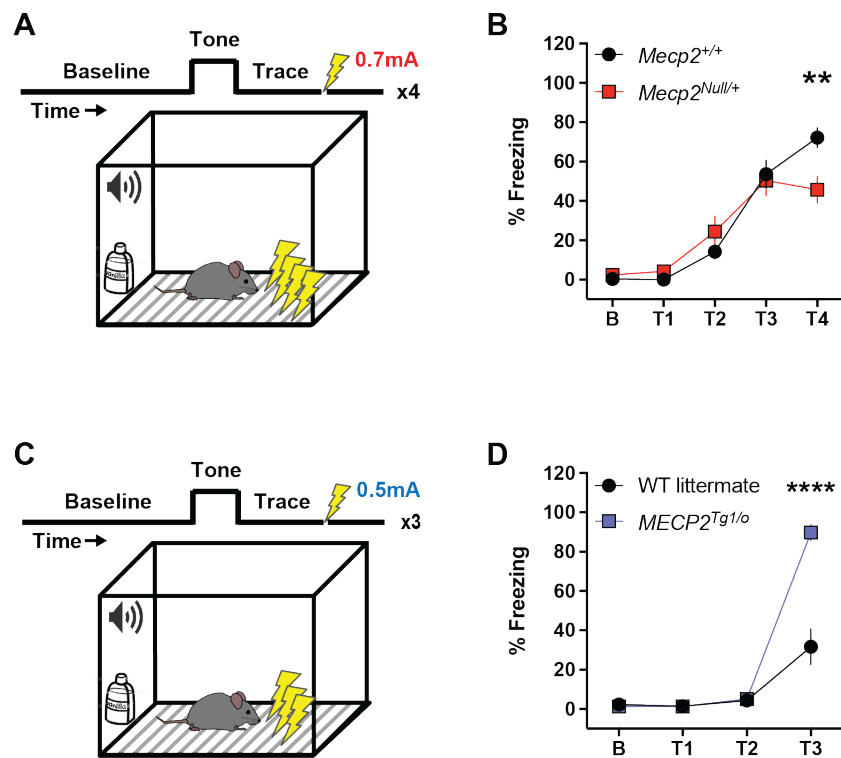 A
Tone
Baseline
Trace
0.7mA
x4
Time
vanilla
B
120
100
80
60
40
20
0
% Freezing
Mecp2+/+
Mecp2Null/+
**
B T1 T2 T3 T4
C
Tone
Baseline
Trace
0.5mA
x3
Time
vanilla
D
120
100
80
60
40
20
0
% Freezing
WT littermate
MECP2Tg1/o
****
B T1 T2 T3